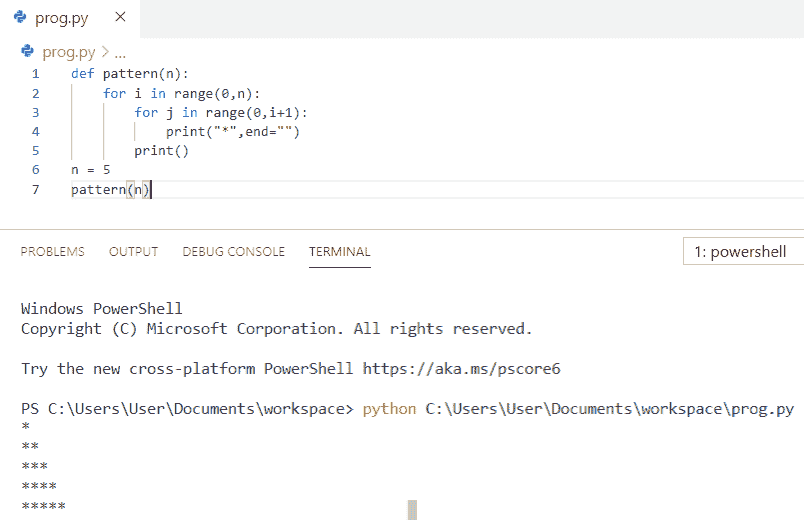 prog.py ×
prog.py > ...
1 def pattern(n):
2     for i in range(0,n):
3         for j in range(0,i+1):
4             print("*",end="")
5         print()
6 n = 5
7 pattern(n)
PROBLEMS OUTPUT DEBUG CONSOLE TERMINAL 1: powershell
Windows PowerShell
Copyright (C) Microsoft Corporation. All rights reserved.
Try the new cross-platform PowerShell https://aka.ms/pscore6
PS C:\Users\User\Documents\workspace> python C:\Users\User\Documents\workspace\prog.py
*
**
***
****
*****